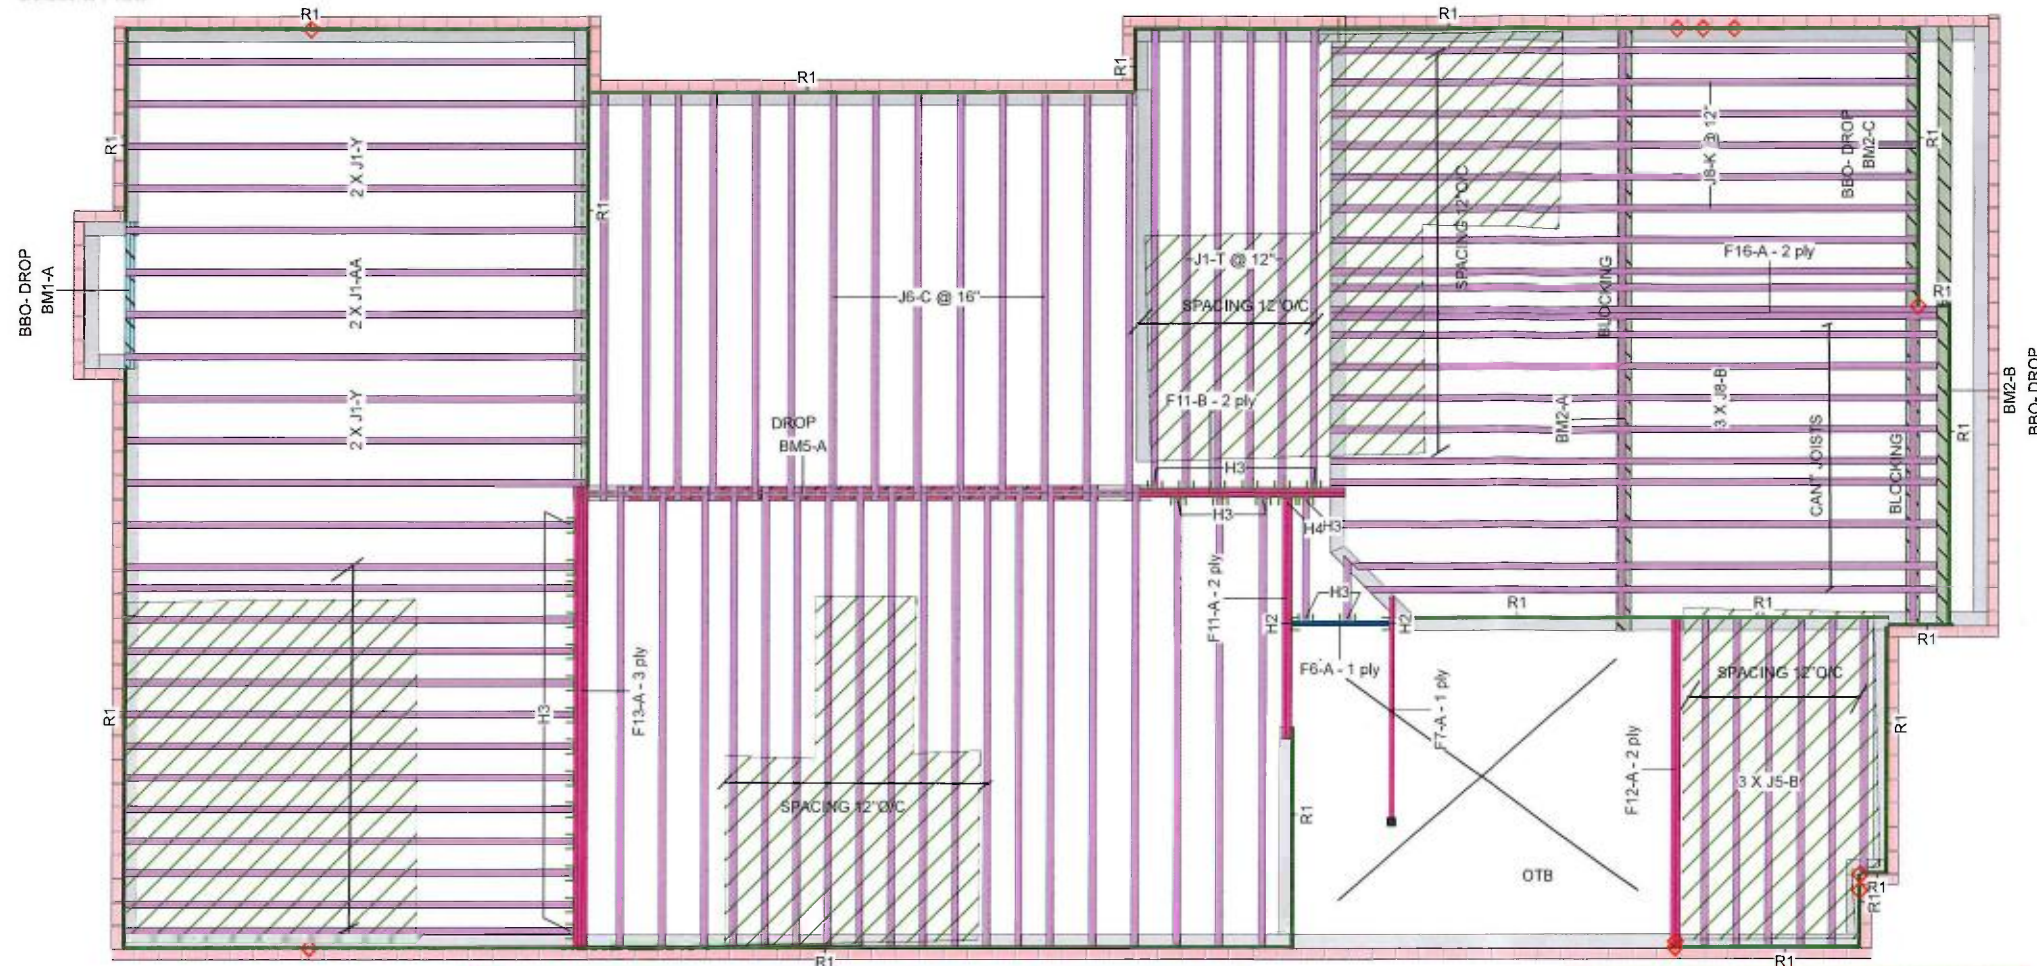 R1
R1
R1
R1
R1
2 X J1-Y
R1
J8-K @ 12"
BBO- DROP
BM2-C
R1
R1
SPACING 12"O/C
BBO- DROP
BM1-A
2 X J1-AA
J6-C @ 16"
J1-T @ 12"
SPACING 12"O/C
BLOCKING
F16-A - 2 ply
R1
2 X J1-Y
DROP
BM5-A
F11-B - 2 ply
BM2-A
3 X J8-B
BM2-B
BBO- DROP
R1
CANT JOISTS
BLOCKING
H3
H3
H4
H3
F11-A - 2 ply
H3
H2
H2
R1
R1
R1
F6-A - 1 ply
R1
H3
F13-A - 3 ply
F7-A - 1 ply
SPACING 12"O/C
R1
F12-A - 2 ply
3 X J5-B
SPACING 12"O/C
R1
OTB
R1
R1
R1
R1